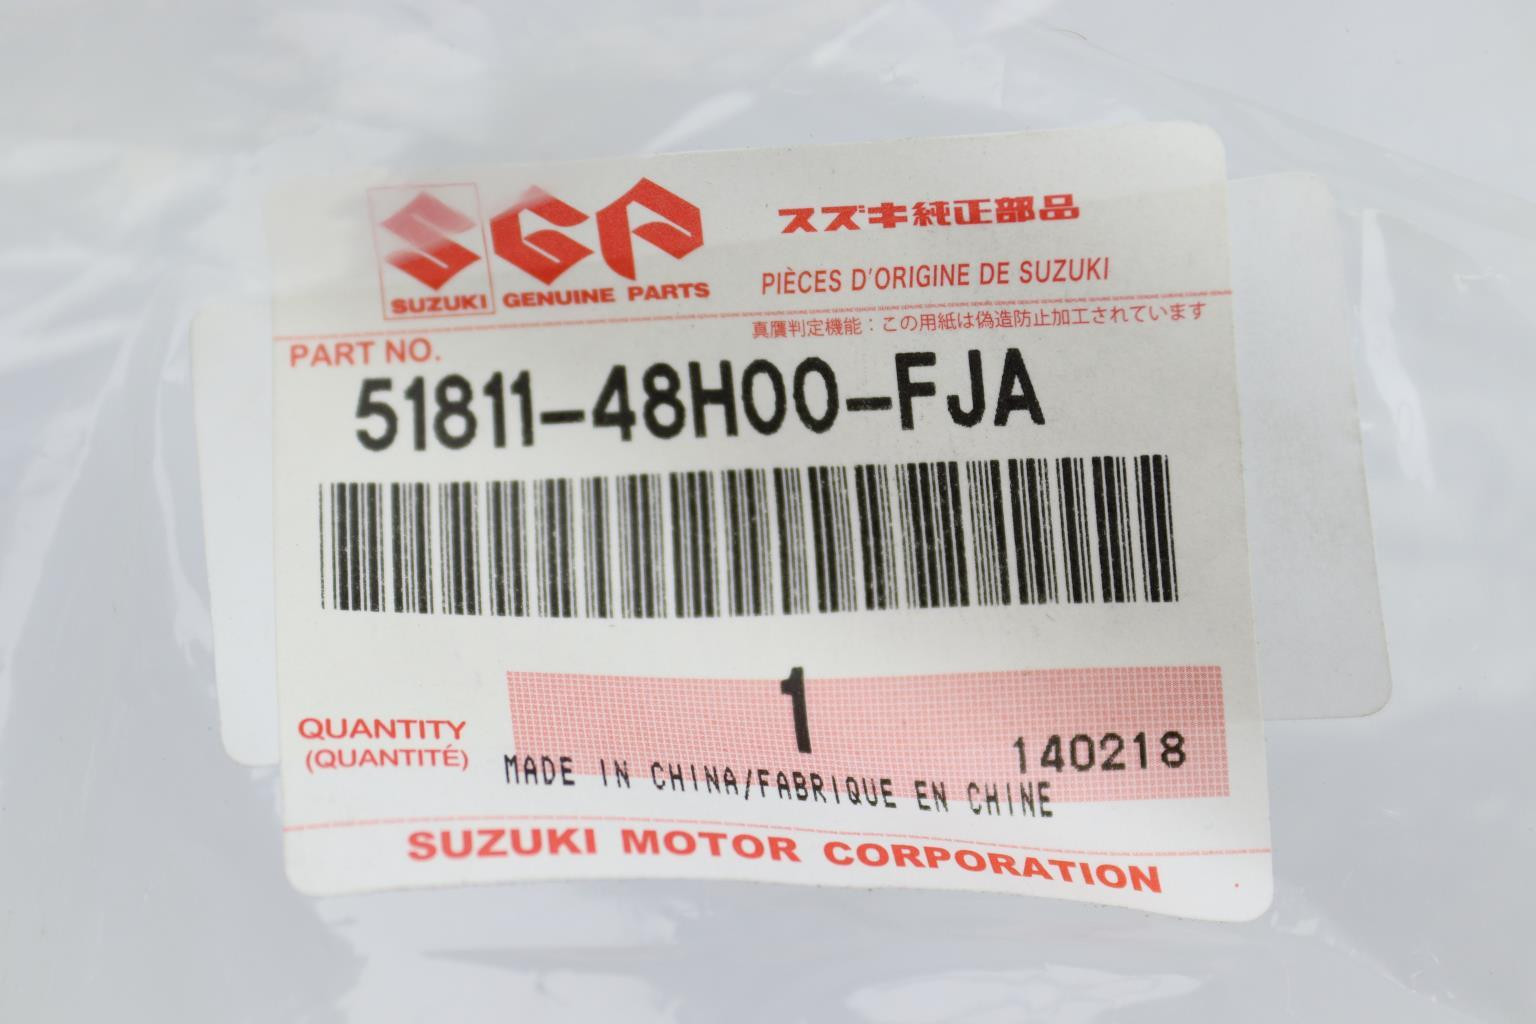 SGP
SUZUKI GENUINE PARTS
スズキ純正部品
PIÈCES D'ORIGINE DE SUZUKI
真贋判定機能：この用紙は偽造防止加工されています
PART NO.
51811-48H00-FJA
1
QUANTITY
(QUANTITÉ)
140218
MADE IN CHINA/FABRIQUE EN CHINE
SUZUKI MOTOR CORPORATION